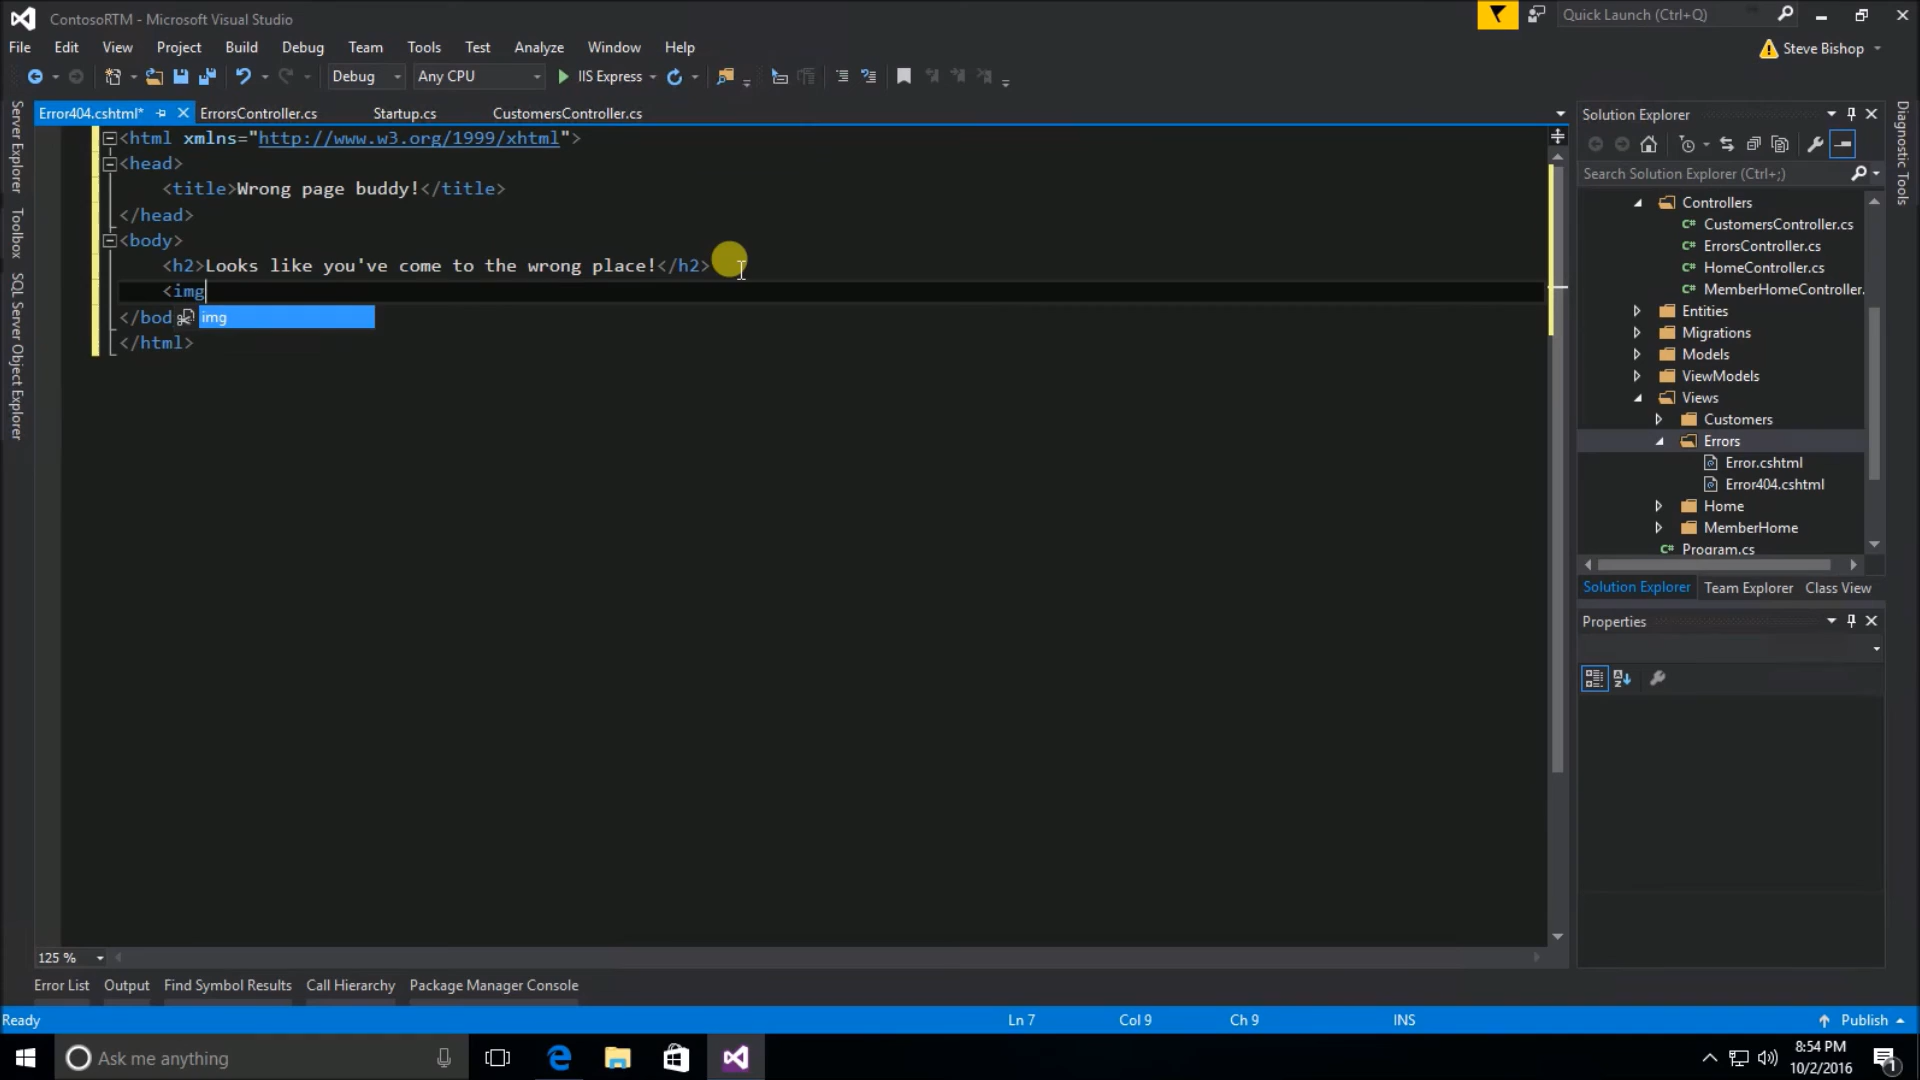 ContosoRTM - Microsoft Visual Studio
Quick Launch (Ctrl+Q)
File Edit View Project Build Debug Team Tools Test Analyze Window Help
Steve Bishop
Debug Any CPU IIS Express
Error404.cshtml* ErrorsController.cs Startup.cs CustomersController.cs
Server Explorer
Toolbox
SQL Server Object Explorer
<html xmlns="http://www.w3.org/1999/xhtml">
<head>
<title>Wrong page buddy!</title>
</head>
<body>
<h2>Looks like you've come to the wrong place!</h2>
<img
</bod img
</html>
Solution Explorer
Search Solution Explorer (Ctrl+;)
Controllers
C# CustomersController.cs
C# ErrorsController.cs
C# HomeController.cs
C# MemberHomeController.
Entities
Migrations
Models
ViewModels
Views
Customers
Errors
Error.cshtml
Error404.cshtml
Home
MemberHome
C# Program.cs
Solution Explorer Team Explorer Class View
Properties
Diagnostic Tools
125 %
Error List Output Find Symbol Results Call Hierarchy Package Manager Console
Ready Ln 7 Col 9 Ch 9 INS Publish
Ask me anything
8:54 PM
10/2/2016
1